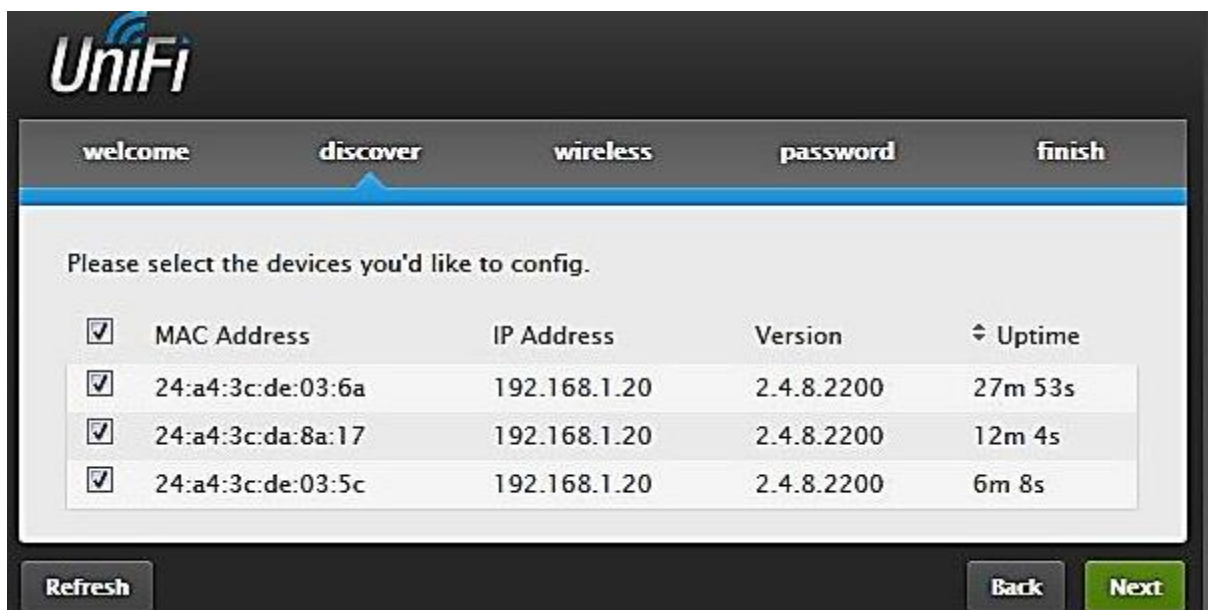 UniFi
welcome discover wireless password finish
Please select the devices you'd like to config.
MAC Address IP Address Version Uptime
24:a4:3c:de:03:6a 192.168.1.20 2.4.8.2200 27m 53s
24:a4:3c:da:8a:17 192.168.1.20 2.4.8.2200 12m 4s
24:a4:3c:de:03:5c 192.168.1.20 2.4.8.2200 6m 8s
Refresh Back Next